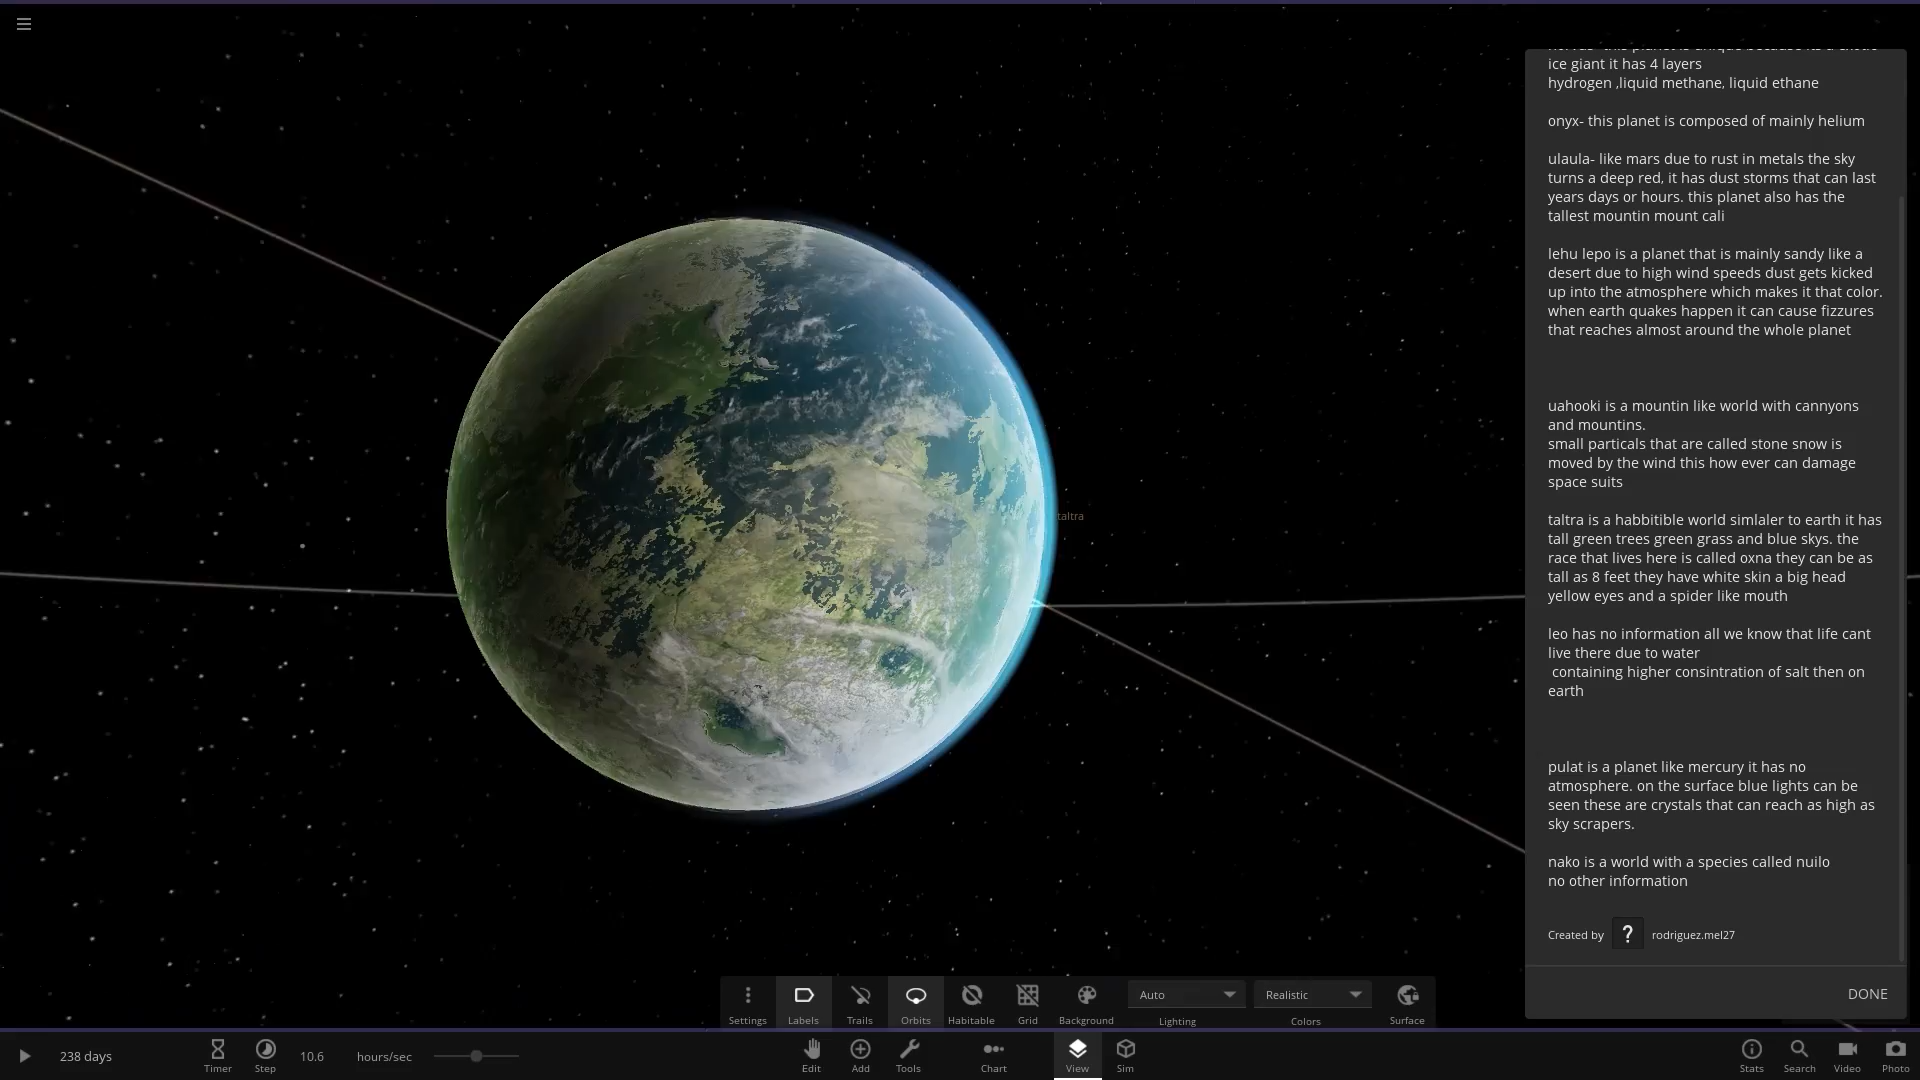 ice giant it has 4 layers
hydrogen ,liquid methane, liquid ethane
onyx- this planet is composed of mainly helium
ulaula- like mars due to rust in metals the sky
turns a deep red, it has dust storms that can last
years days or hours. this planet also has the
tallest mountin mount cali
lehu lepo is a planet that is mainly sandy like a
desert due to high wind speeds dust gets kicked
up into the atmosphere which makes it that color.
when earth quakes happen it can cause fizzures
that reaches almost around the whole planet
uahooki is a mountin like world with cannyons
and mountins.
small particals that are called stone snow is
moved by the wind this how ever can damage
space suits
taltra
taltra is a habbitible world simlaler to earth it has
tall green trees green grass and blue skys. the
race that lives here is called oxna they can be as
tall as 8 feet they have white skin a big head
yellow eyes and a spider like mouth
leo has no information all we know that life cant
live there due to water
containing higher consintration of salt then on
earth
pulat is a planet like mercury it has no
atmosphere. on the surface blue lights can be
seen these are crystals that can reach as high as
sky scrapers.
nako is a world with a species called nuilo
no other information
Created by ? rodriguez.mel27
DONE
Auto Realistic
Settings Labels Trails Orbits Habitable Grid Background Lighting Colors Surface
238 days 10.6 hours/sec
Timer Step Edit Add Tools Chart View Sim Stats Search Video Photo